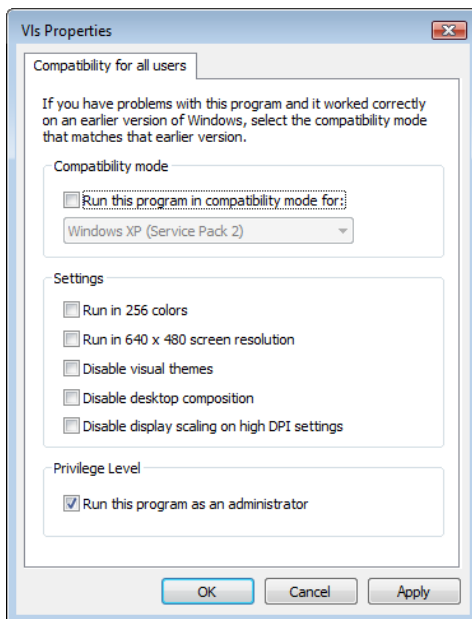 VIs Properties
Compatibility for all users
If you have problems with this program and it worked correctly
on an earlier version of Windows, select the compatibility mode
that matches that earlier version.
Compatibility mode
Run this program in compatibility mode for:
Windows XP (Service Pack 2)
Settings
Run in 256 colors
Run in 640 x 480 screen resolution
Disable visual themes
Disable desktop composition
Disable display scaling on high DPI settings
Privilege Level
Run this program as an administrator
OK Cancel Apply